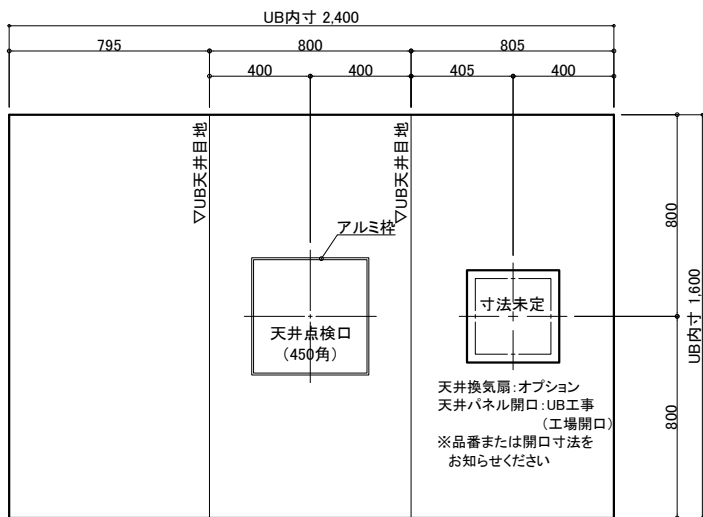 UB内寸 2,400
795
800
805
400
400
405
400
▽UB天井目地
▽UB天井目地
アルミ枠
天井点検口
(450角)
寸法未定
天井換気扇：オプション
天井パネル開口：UB工事
(工場開口)
※品番または開口寸法を
お知らせください
800
UB内寸 1,600
800